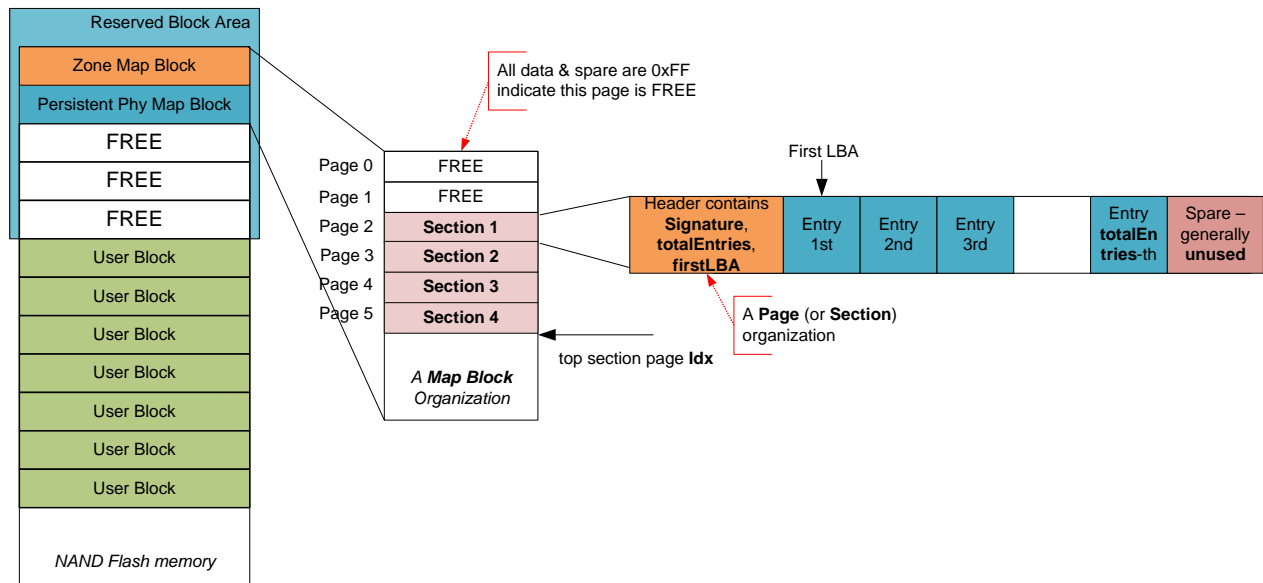 Reserved Block Area
Zone Map Block
Persistent Phy Map Block
FREE
FREE
FREE
User Block
User Block
User Block
User Block
User Block
User Block
User Block
NAND Flash memory
All data & spare are 0xFF
indicate this page is FREE
Page 0
FREE
Page 1
FREE
Page 2
Section 1
Page 3
Section 2
Page 4
Section 3
Page 5
Section 4
top section page Idx
A Map Block
Organization
First LBA
Header contains
Signature,
totalEntries,
firstLBA
Entry
1st
Entry
2nd
Entry
3rd
Entry
totalEn
tries-th
Spare –
generally
unused
A Page (or Section)
organization